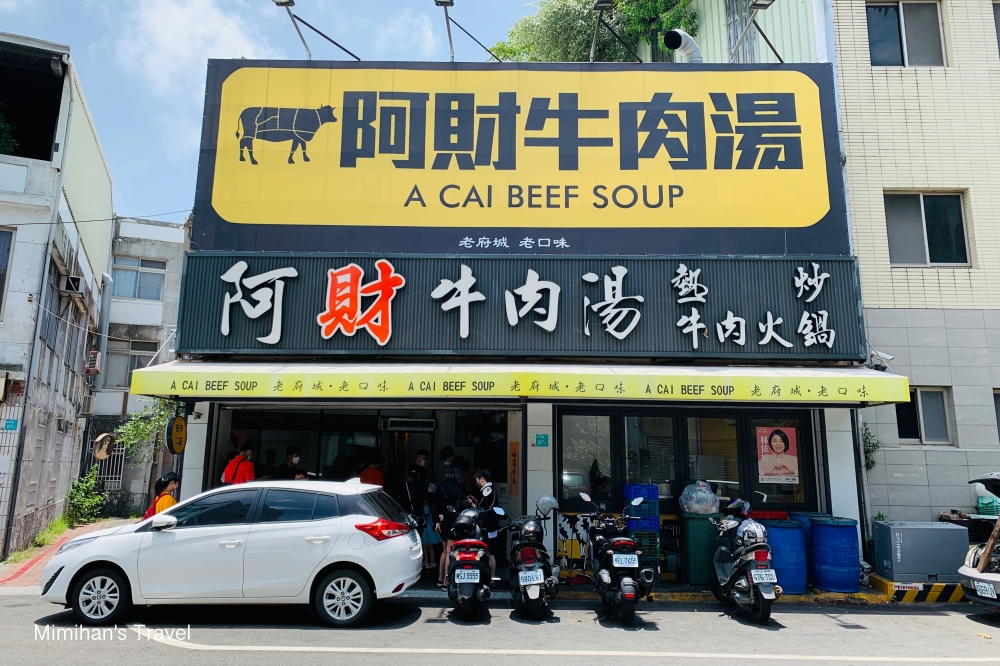 阿財牛肉湯
A CAI BEEF SOUP
老府城 老口味
阿財牛肉湯 熱炒
牛肉火鍋
A CAI BEEF SOUP 老府城·老口味 A CAI BEEF SOUP 老府城·老口味 A CAI BEEF SOUP 老府城·老口味
林依
Mimihan's Travel